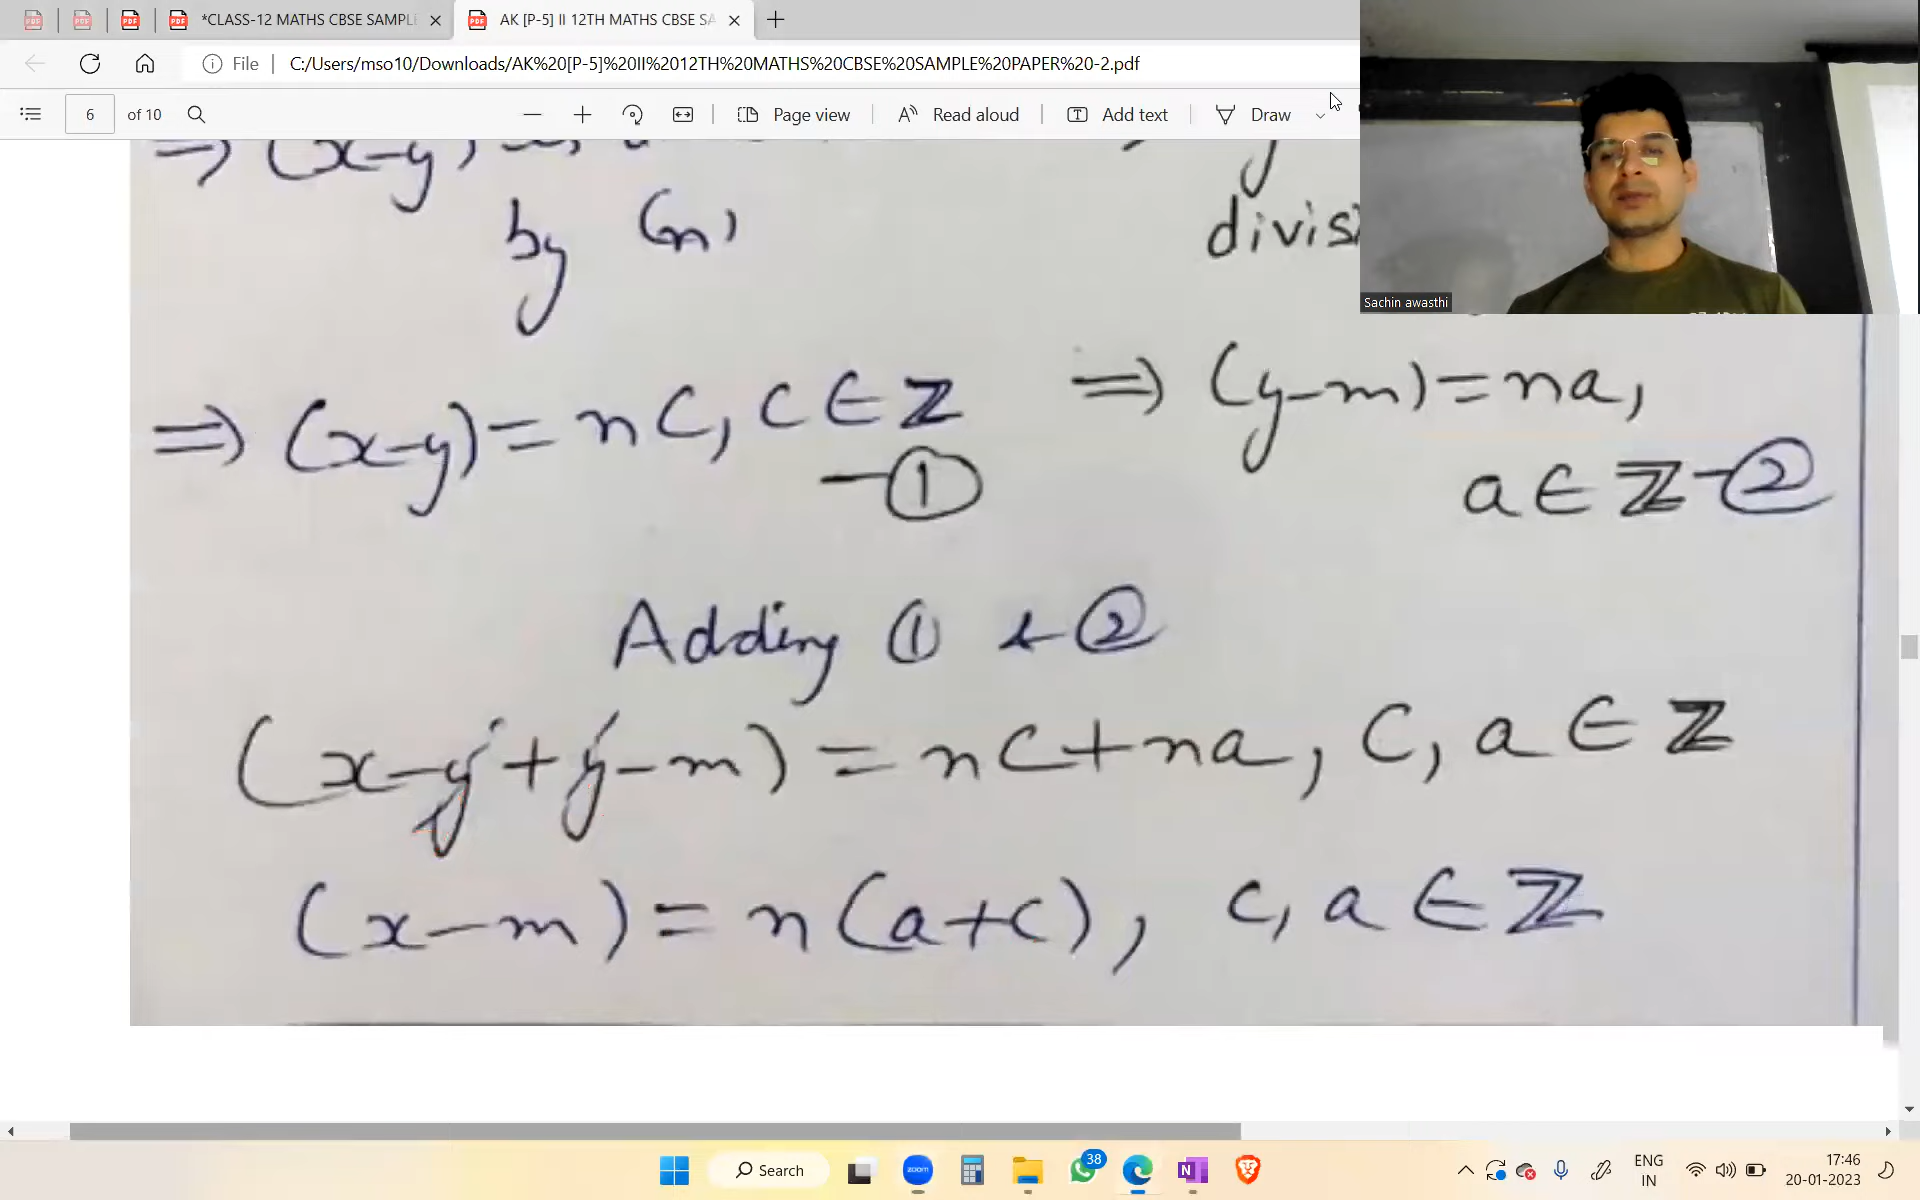 *CLASS-12 MATHS CBSE SAMPL
AK [P-5] II 12TH MATHS CBSE SA
File
C:/Users/mso10/Downloads/AK%20[P-5]%20II%2012TH%20MATHS%20CBSE%20SAMPLE%20PAPER%20-2.pdf
6 of 10
Page view
Read aloud
Add text
Draw
⇒ (x-y)
by (n)
divisi
Sachin awasthi
⇒ (x-y) = nC, C ∈ ℤ
-①
⇒ (y-m) = na,
a ∈ ℤ -②
Adding ① & ②
(x-y+y-m) = nC+na, C, a ∈ ℤ
(x-m) = n(a+c), c, a ∈ ℤ
Search
zoom
38
ENG
IN
17:46
20-01-2023